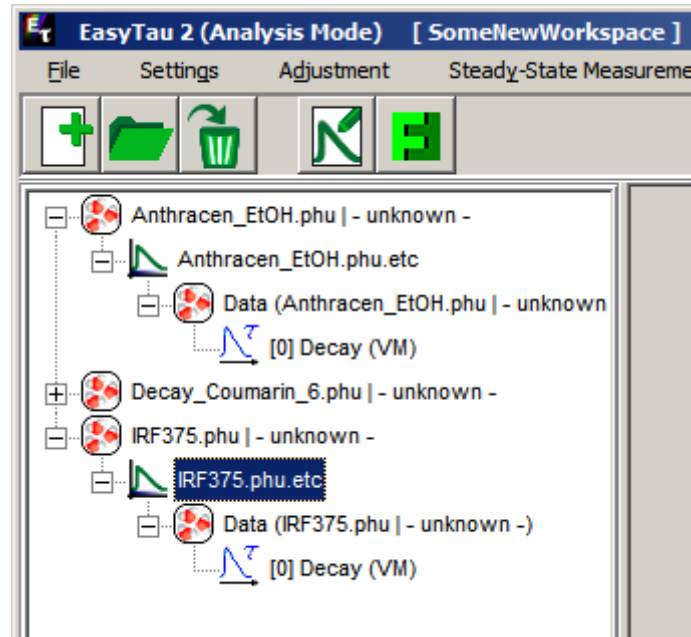 EasyTau 2 (Analysis Mode) [ SomeNewWorkspace ]
File Settings Adjustment Steady-State Measureme
Anthracen_EtOH.phu | - unknown -
Anthracen_EtOH.phu.etc
Data (Anthracen_EtOH.phu | - unknown
[0] Decay (VM)
Decay_Coumarin_6.phu | - unknown -
IRF375.phu | - unknown -
IRF375.phu.etc
Data (IRF375.phu | - unknown -)
[0] Decay (VM)